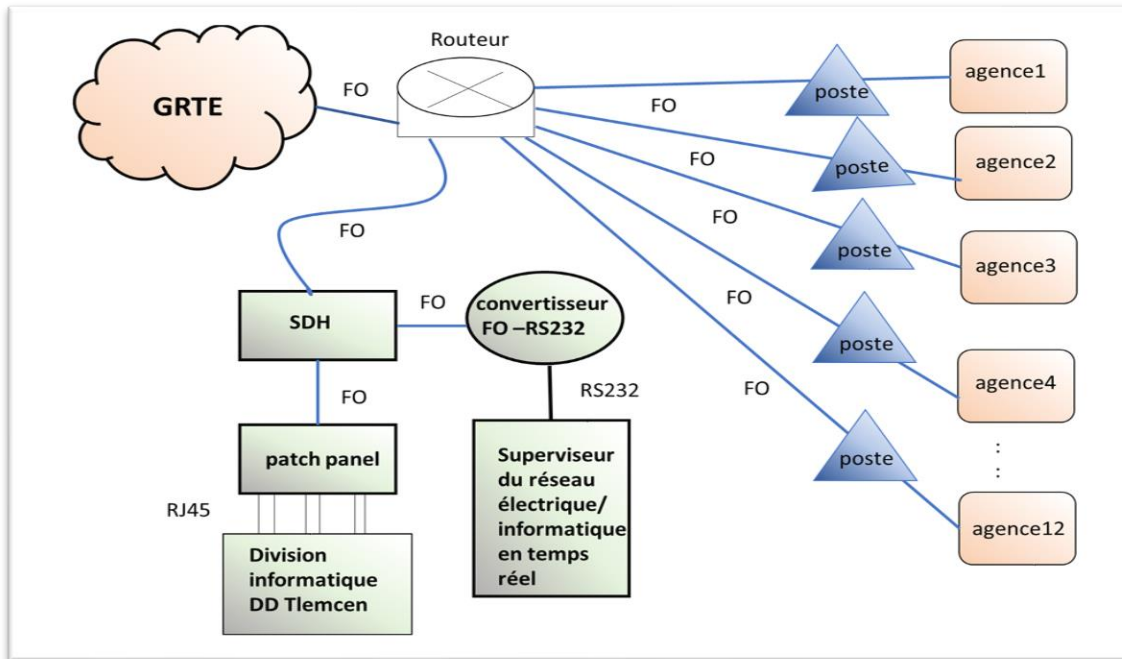 Routeur
GRTE
FO
poste
agence1
FO
poste
agence2
FO
poste
agence3
FO
poste
agence4
FO
poste
agence12
:
:
FO
FO
SDH
FO
convertisseur
FO –RS232
FO
RS232
patch panel
RJ45
Superviseur
du réseau
électrique/
informatique
en temps
réel
Division
informatique
DD Tlemcen